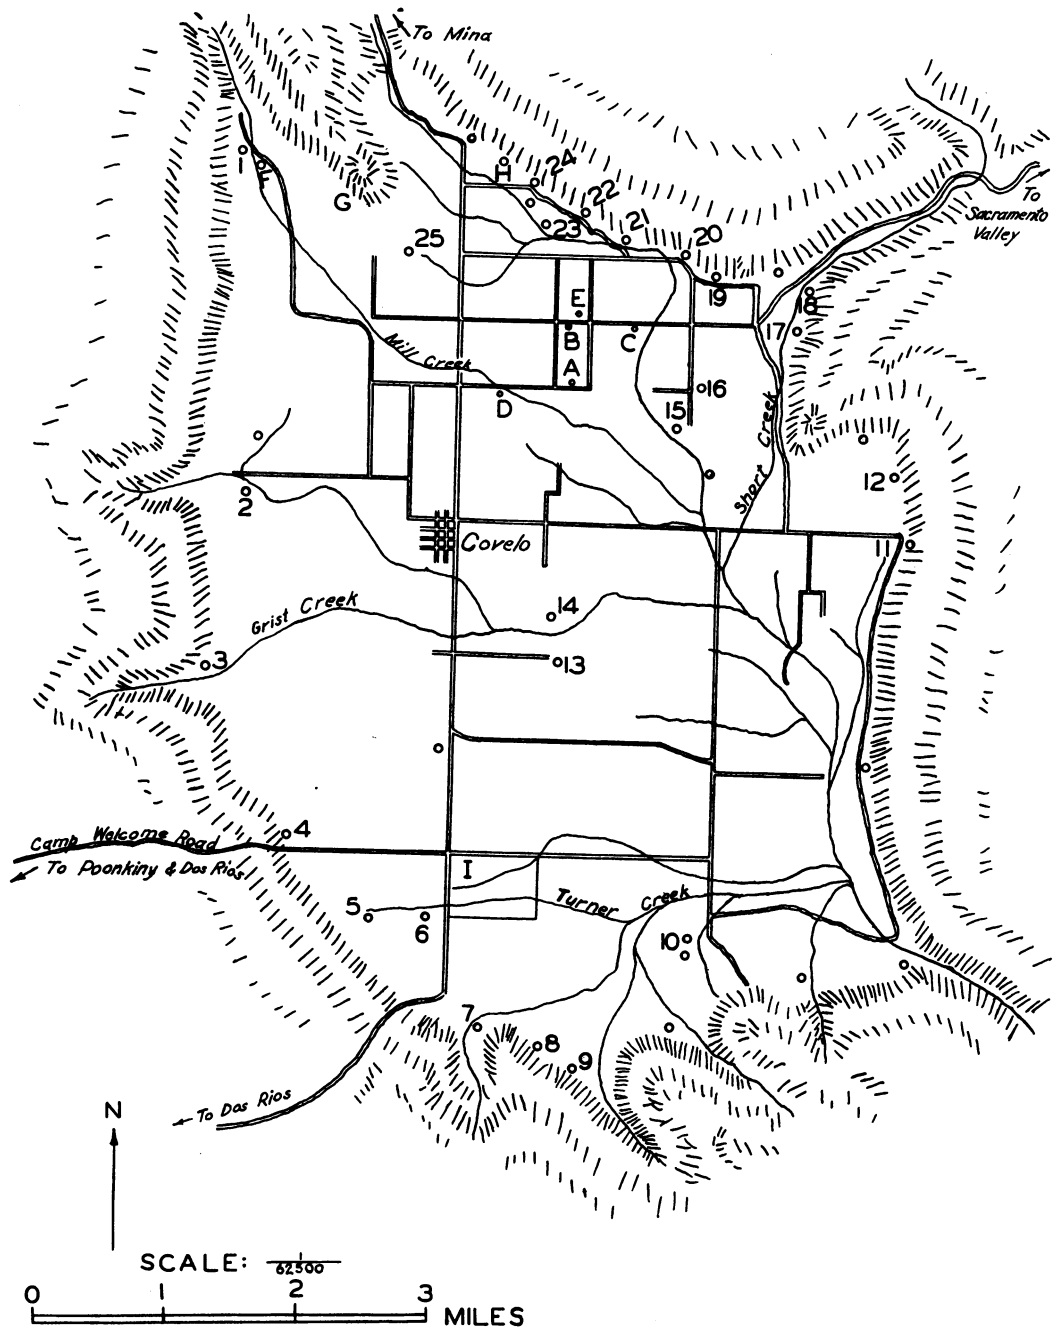 To Mina
1
F
H
24
G
22
23
21
20
25
To
Sacramento
Valley
19
18
17
E
B
C
A
D
Mill Creek
16
15
Short Creek
12
2
Covelo
11
14
Grist Creek
13
3
4
Camp Welcome Road
To Poonkiny & Dos Rios
I
5
6
Turner Creek
10
7
8
9
To Dos Rios
N
SCALE: 1/62500
0 1 2 3
MILES